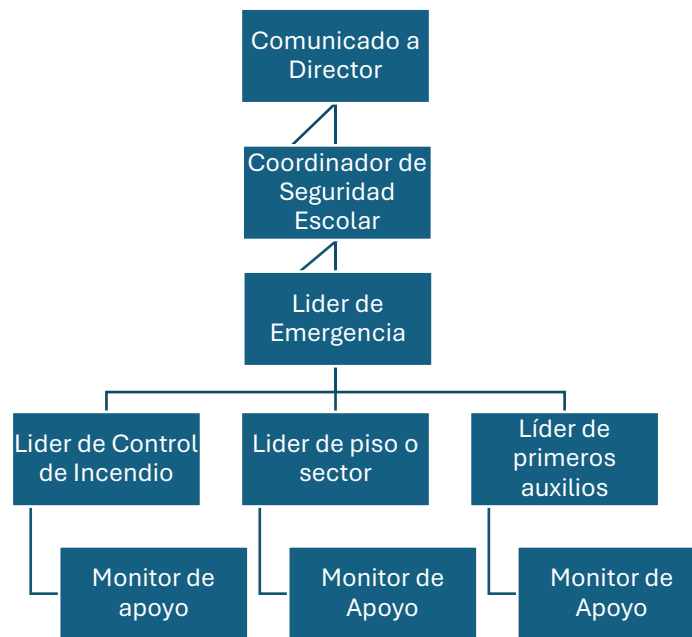 Comunicado a
Director
Coordinador de
Seguridad
Escolar
Lider de
Emergencia
Lider de Control
de Incendio
Lider de piso o
sector
Líder de
primeros
auxilios
Monitor de
apoyo
Monitor de
Apoyo
Monitor de
Apoyo